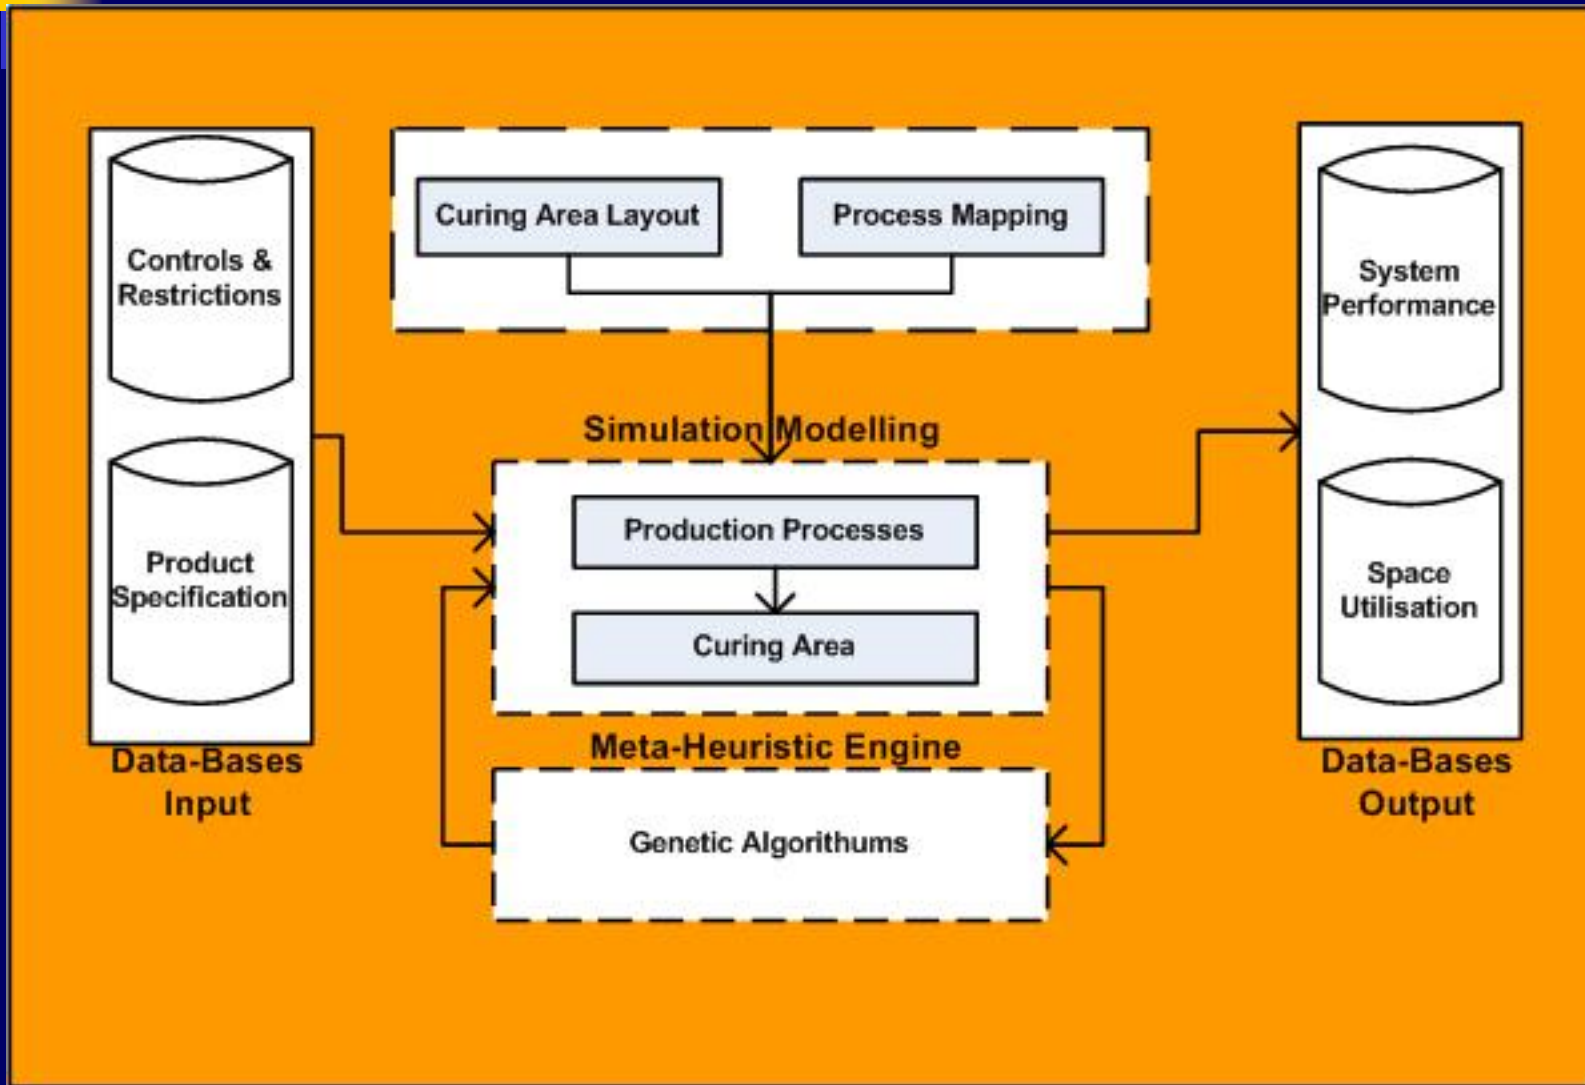 Controls &
Restrictions
Product
Specification
Data-Bases
Input
Curing Area Layout
Process Mapping
Simulation Modelling
Production Processes
Curing Area
Meta-Heuristic Engine
Genetic Algorithums
System
Performance
Space
Utilisation
Data-Bases
Output